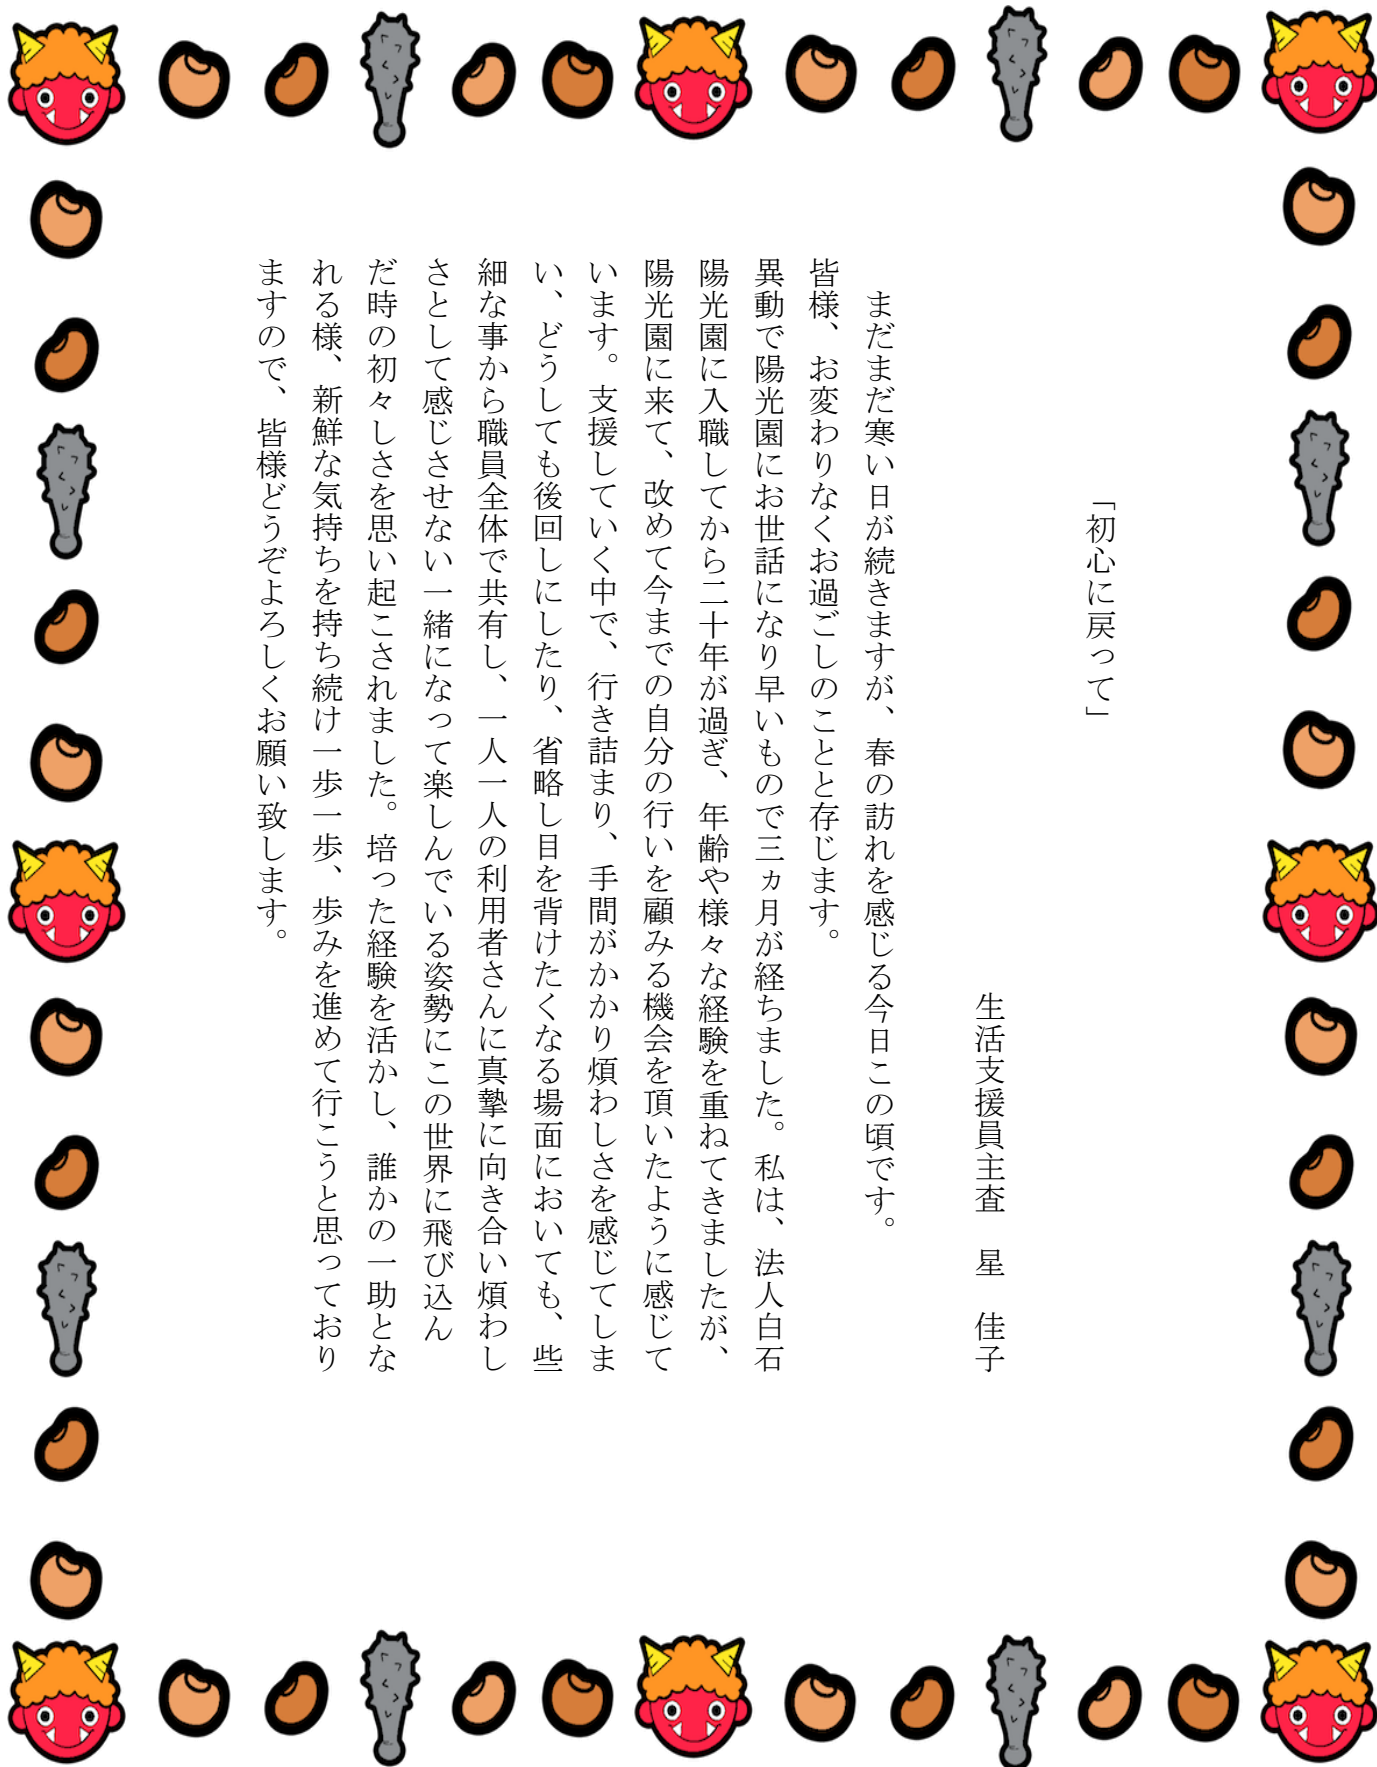 「初心に戻って」
生活支援員主査　星　佳子
まだまだ寒い日が続きますが、春の訪れを感じる今日この頃です。
皆様、お変わりなくお過ごしのことと存じます。
異動で陽光園にお世話になり早いもので三ヵ月が経ちました。私は、法人白石
陽光園に入職してから二十年が過ぎ、年齢や様々な経験を重ねてきましたが、
陽光園に来て、改めて今までの自分の行いを顧みる機会を頂いたように感じて
います。支援していく中で、行き詰まり、手間がかかり煩わしさを感じてしま
い、どうしても後回しにしたり、省略し目を背けたくなる場面においても、些
細な事から職員全体で共有し、一人一人の利用者さんに真摯に向き合い煩わし
さとして感じさせない一緒になって楽しんでいる姿勢にこの世界に飛び込ん
だ時の初々しさを思い起こされました。培った経験を活かし、誰かの一助とな
れる様、新鮮な気持ちを持ち続け一歩一歩、歩みを進めて行こうと思っており
ますので、皆様どうぞよろしくお願い致します。